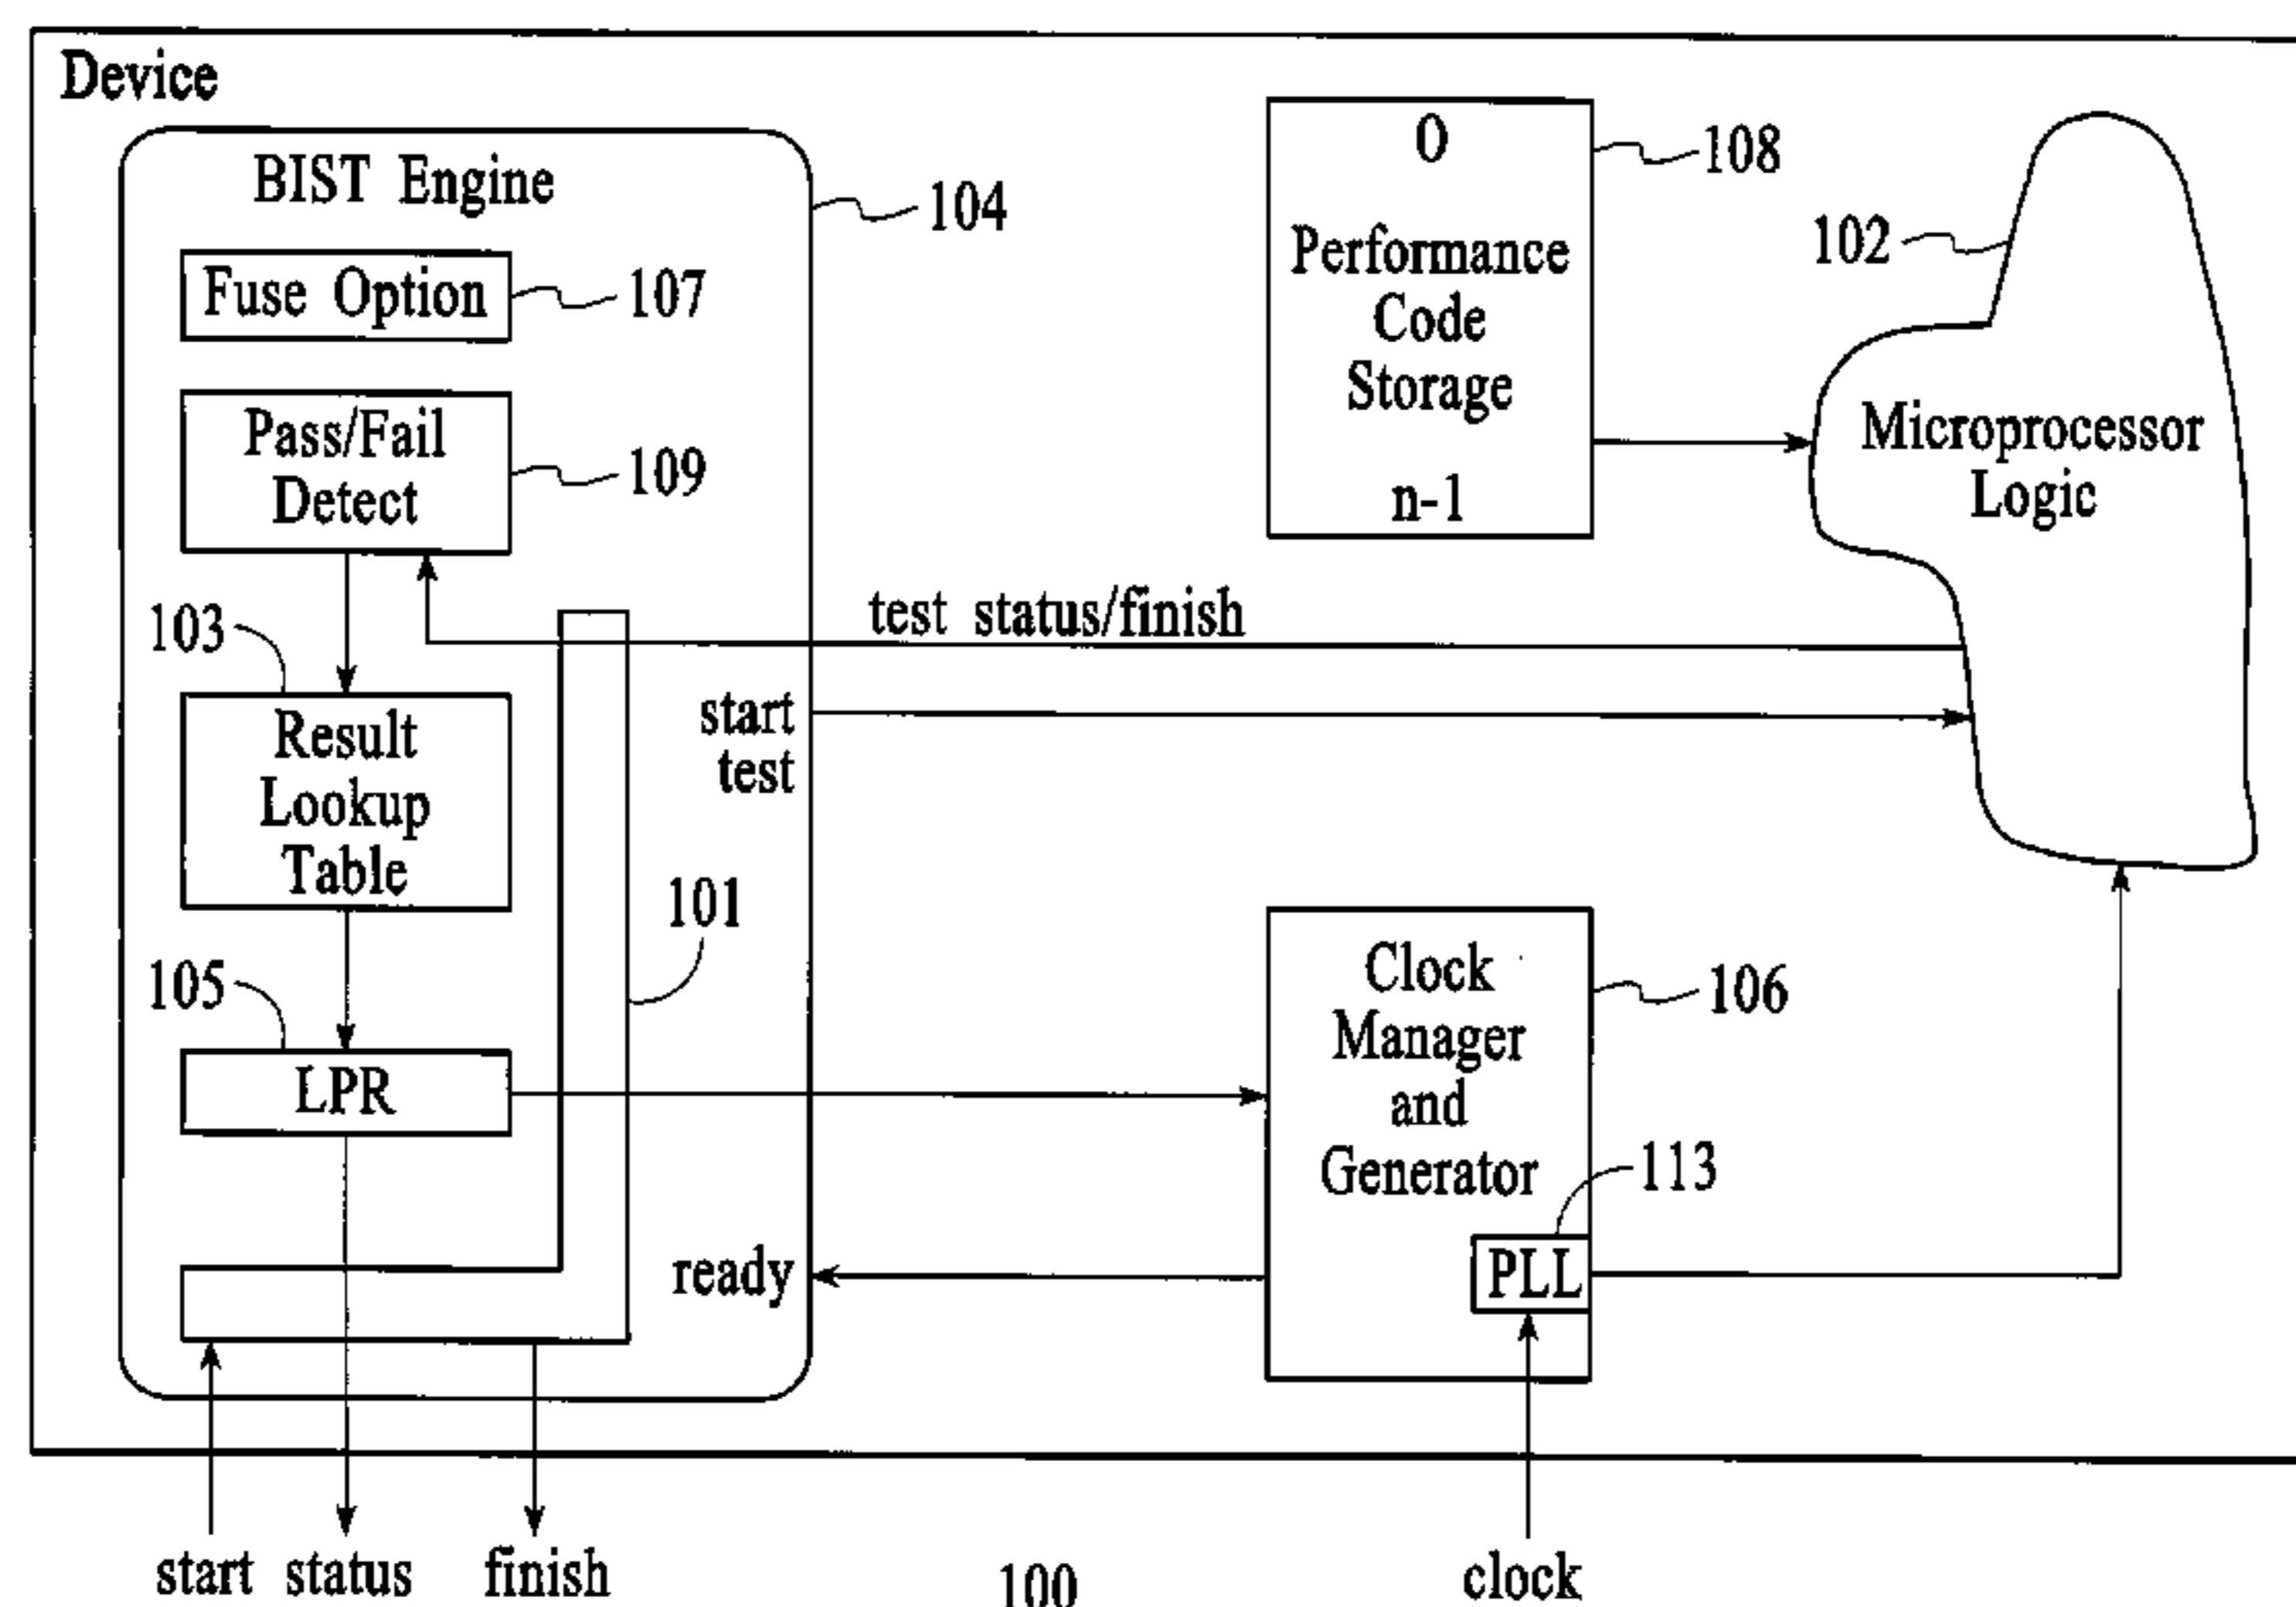 Device
BIST Engine
104
Fuse Option
107
Pass/Fail
Detect
109
103
Result
Lookup
Table
101
105
LPR
0
Performance
Code
Storage
n-1
108
102
Microprocessor
Logic
test status/finish
start
test
Clock
Manager
and
Generator
106
113
PLL
ready
start status finish
clock
100